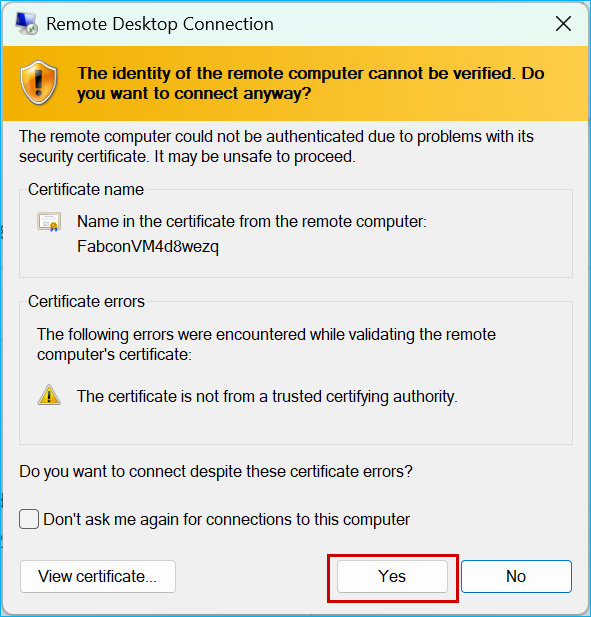 Remote Desktop Connection
The identity of the remote computer cannot be verified. Do
you want to connect anyway?
The remote computer could not be authenticated due to problems with its
security certificate. It may be unsafe to proceed.
Certificate name
Name in the certificate from the remote computer:
FabconVM4d8wezq
Certificate errors
The following errors were encountered while validating the remote
computer's certificate:
The certificate is not from a trusted certifying authority.
Do you want to connect despite these certificate errors?
Don't ask me again for connections to this computer
View certificate...
Yes
No